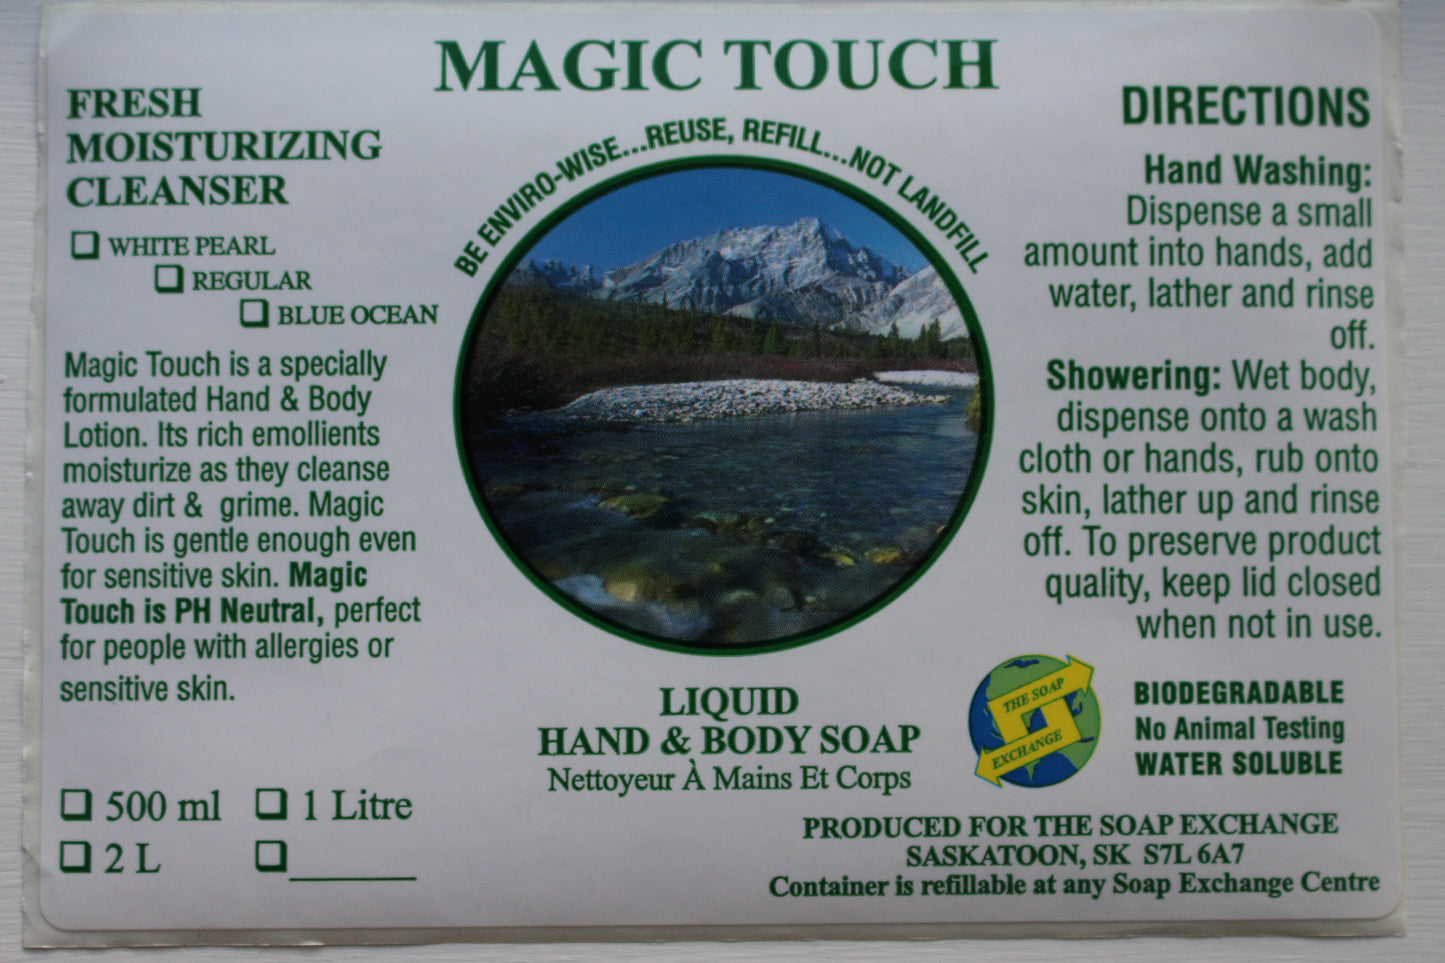 MAGIC TOUCH
FRESH
MOISTURIZING
CLEANSER
❏ WHITE PEARL
❏ REGULAR
❏ BLUE OCEAN
Magic Touch is a specially
formulated Hand & Body
Lotion. Its rich emollients
moisturize as they cleanse
away dirt & grime. Magic
Touch is gentle enough even
for sensitive skin. Magic
Touch is PH Neutral, perfect
for people with allergies or
sensitive skin.
❏ 500 ml ❏ 1 Litre
❏ 2 L ❏ ________
BE ENVIRO-WISE...REUSE, REFILL...NOT LANDFILL
LIQUID
HAND & BODY SOAP
Nettoyeur À Mains Et Corps
DIRECTIONS
Hand Washing:
Dispense a small
amount into hands, add
water, lather and rinse
off.
Showering: Wet body,
dispense onto a wash
cloth or hands, rub onto
skin, lather up and rinse
off. To preserve product
quality, keep lid closed
when not in use.
THE SOAP
EXCHANGE
BIODEGRADABLE
No Animal Testing
WATER SOLUBLE
PRODUCED FOR THE SOAP EXCHANGE
SASKATOON, SK S7L 6A7
Container is refillable at any Soap Exchange Centre